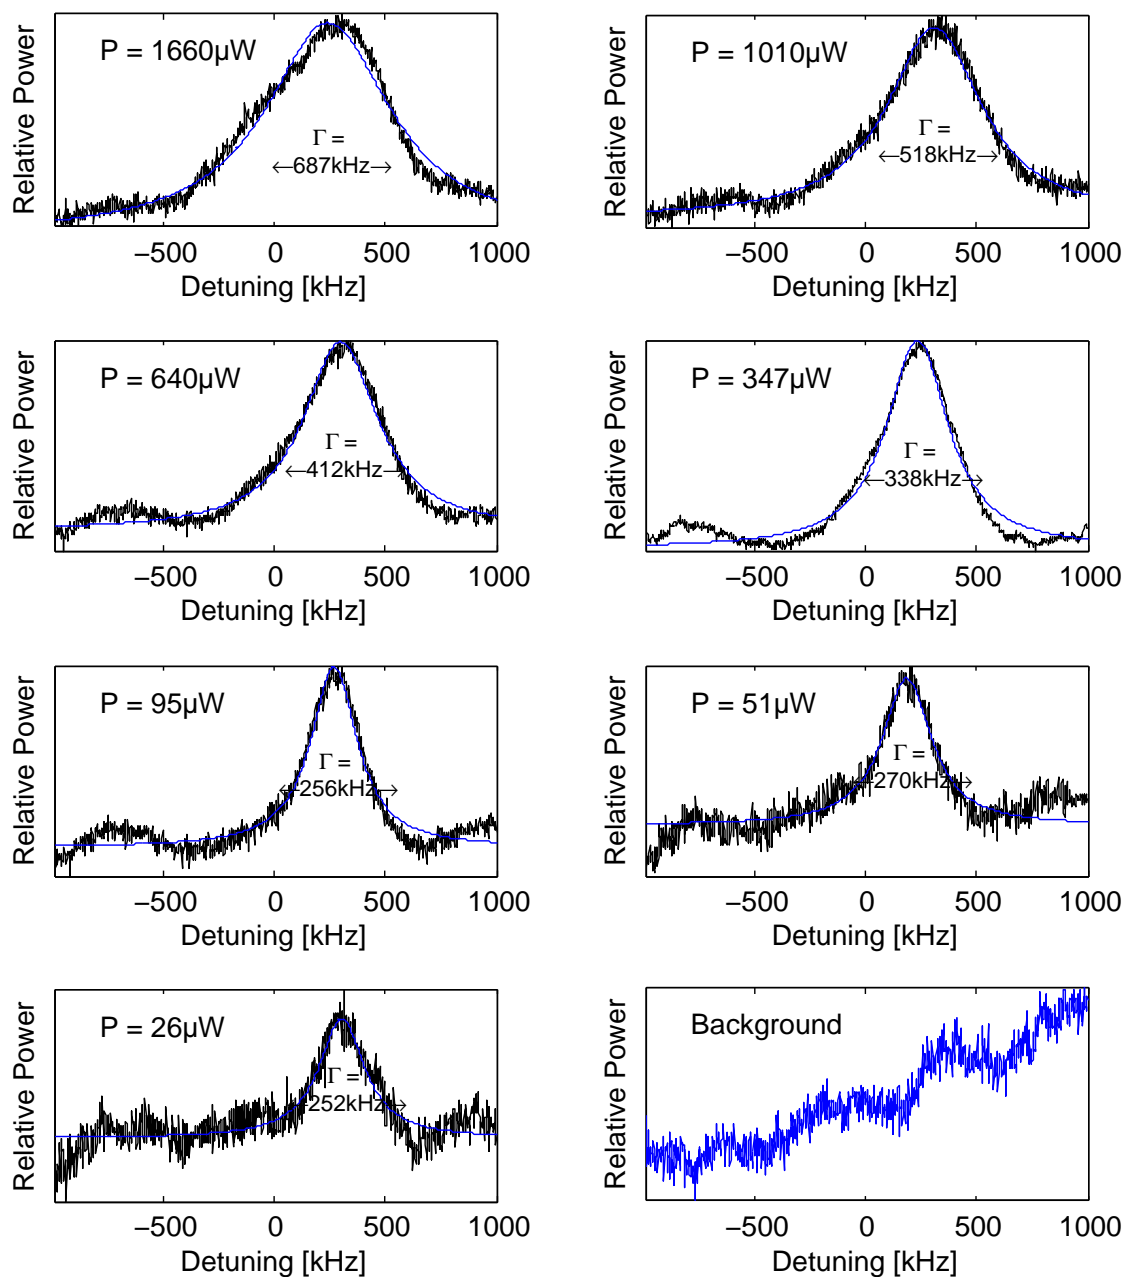 P = 1660µW
Γ =
←687kHz→
Relative Power
−500 0 500 1000
Detuning [kHz]
P = 1010µW
Γ =
←518kHz→
Relative Power
−500 0 500 1000
Detuning [kHz]
P = 640µW
Γ =
←412kHz→
Relative Power
−500 0 500 1000
Detuning [kHz]
P = 347µW
Γ =
←338kHz→
Relative Power
−500 0 500 1000
Detuning [kHz]
P = 95µW
Γ =
←256kHz→
Relative Power
−500 0 500 1000
Detuning [kHz]
P = 51µW
Γ =
←270kHz→
Relative Power
−500 0 500 1000
Detuning [kHz]
P = 26µW
Γ =
←252kHz→
Relative Power
−500 0 500 1000
Detuning [kHz]
Background
Relative Power
−500 0 500 1000
Detuning [kHz]